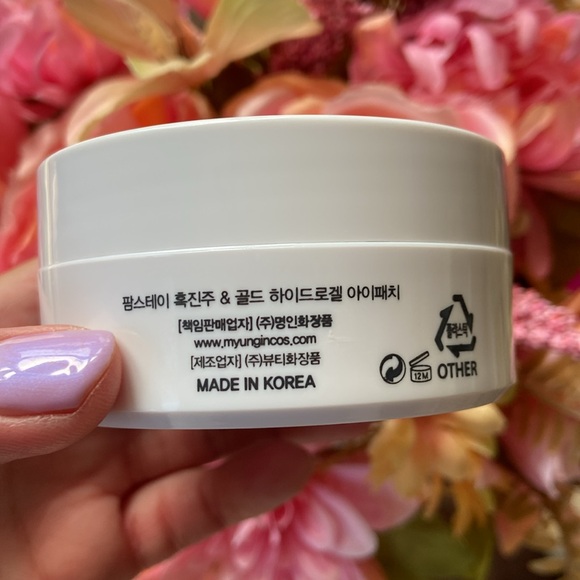 팜스테이 흑진주 & 골드 하이드로겔 아이패치
[책임판매업자] (주)명인화장품
www.myungincos.com
[제조업자] (주)뷰티화장품
MADE IN KOREA
플라스틱
12M
OTHER